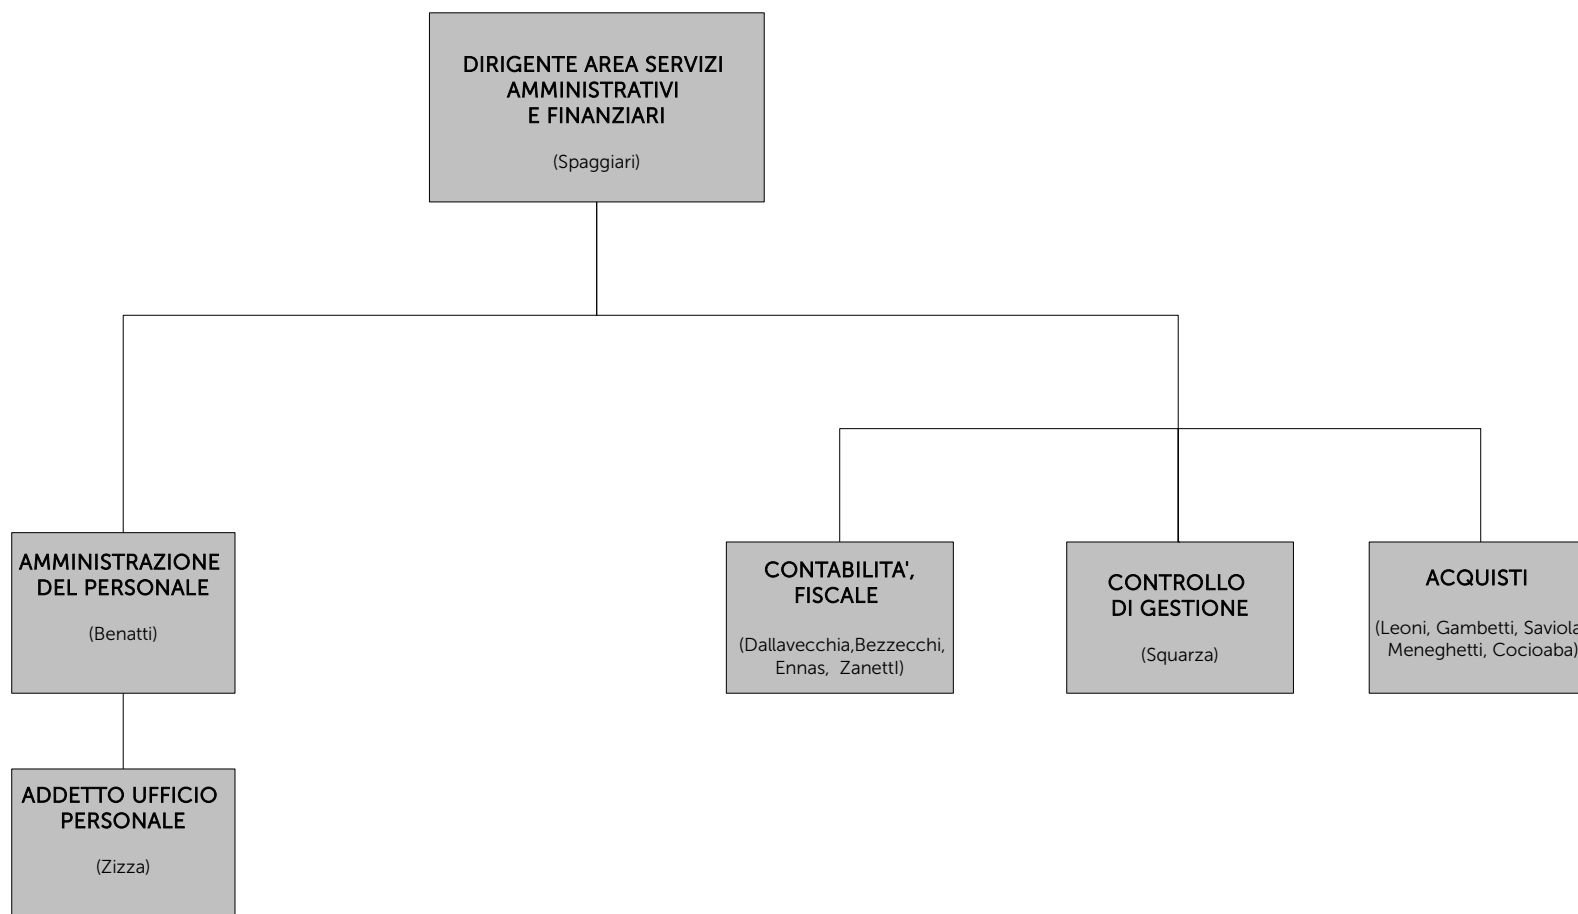 DIRIGENTE AREA SERVIZI
AMMINISTRATIVI
E FINANZIARI
(Spaggiari)
AMMINISTRAZIONE
DEL PERSONALE
(Benatti)
CONTABILITA',
FISCALE
(Dallavecchia,Bezzecchi,
Ennas, ZanettI)
CONTROLLO
DI GESTIONE
(Squarza)
ACQUISTI
(Leoni, Gambetti, Saviola
Meneghetti, Cocioaba)
ADDETTO UFFICIO
PERSONALE
(Zizza)